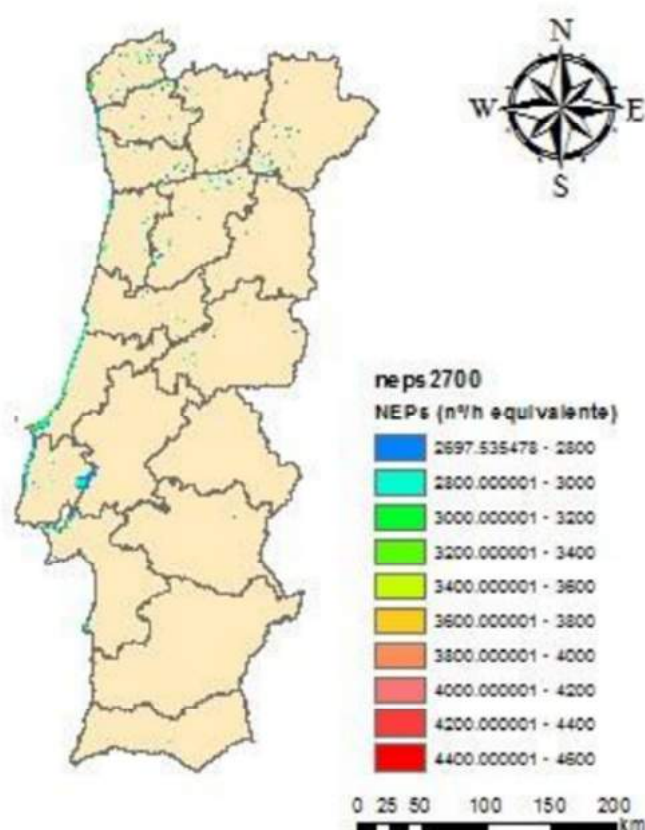 N
W E
S
neps2700
NEPs (nº/h equivalente)
2697.535478 - 2800
2800.000001 - 3000
3000.000001 - 3200
3200.000001 - 3400
3400.000001 - 3600
3600.000001 - 3800
3800.000001 - 4000
4000.000001 - 4200
4200.000001 - 4400
4400.000001 - 4600
0 25 50 100 150 200
km